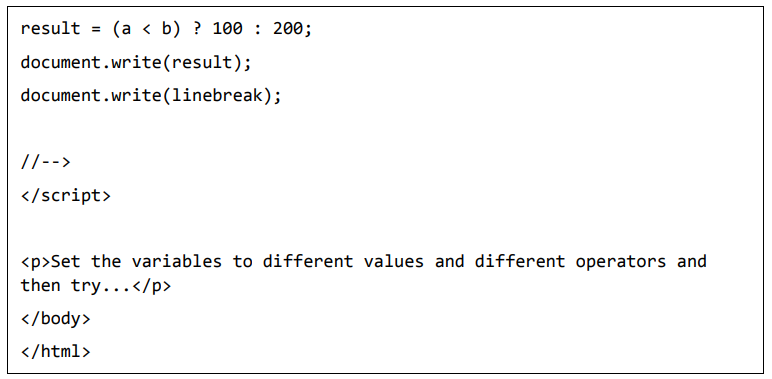 result = (a < b) ? 100 : 200;
document.write(result);
document.write(linebreak);
//-->
</script>
<p>Set the variables to different values and different operators and
then try...</p>
</body>
</html>